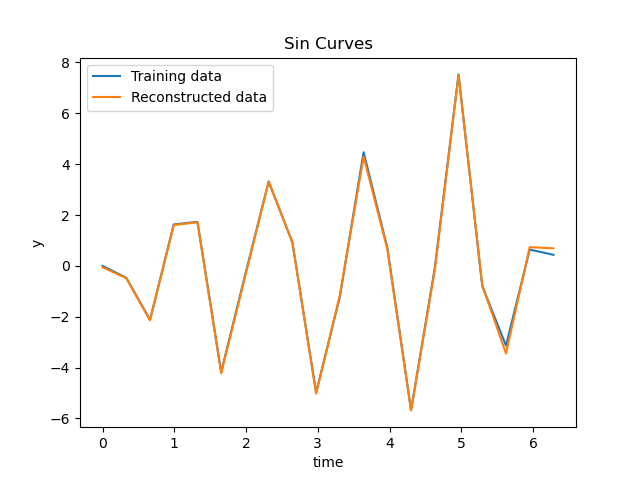 Sin Curves
Training data
Reconstructed data
8
6
4
2
0
−2
−4
−6
y
0 1 2 3 4 5 6
time